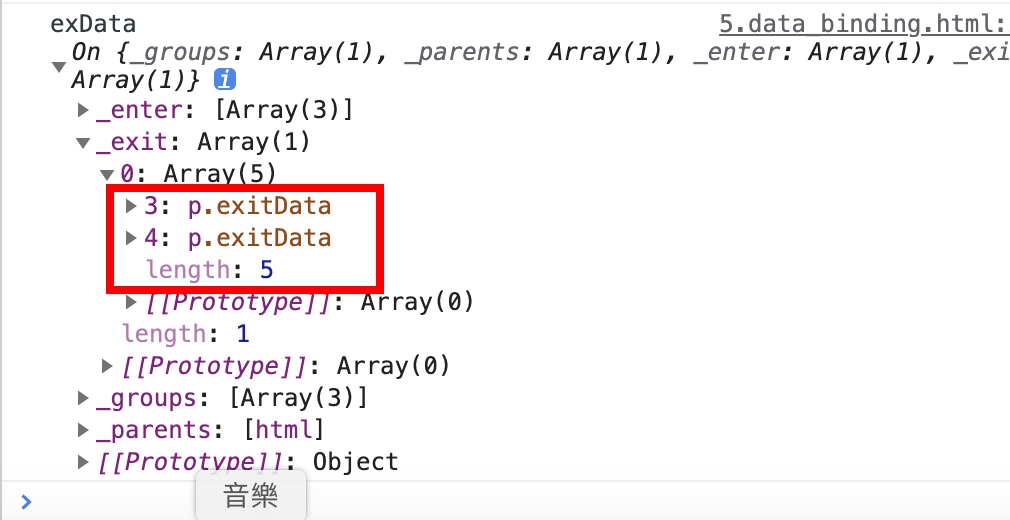 exData
5.data_binding.html:
On {_groups: Array(1), _parents: Array(1), _enter: Array(1), _exi
Array(1)} i
_enter: [Array(3)]
_exit: Array(1)
0: Array(5)
3: p.exitData
4: p.exitData
length: 5
[[Prototype]]: Array(0)
length: 1
[[Prototype]]: Array(0)
_groups: [Array(3)]
_parents: [html]
[[Prototype]]: Object
音樂